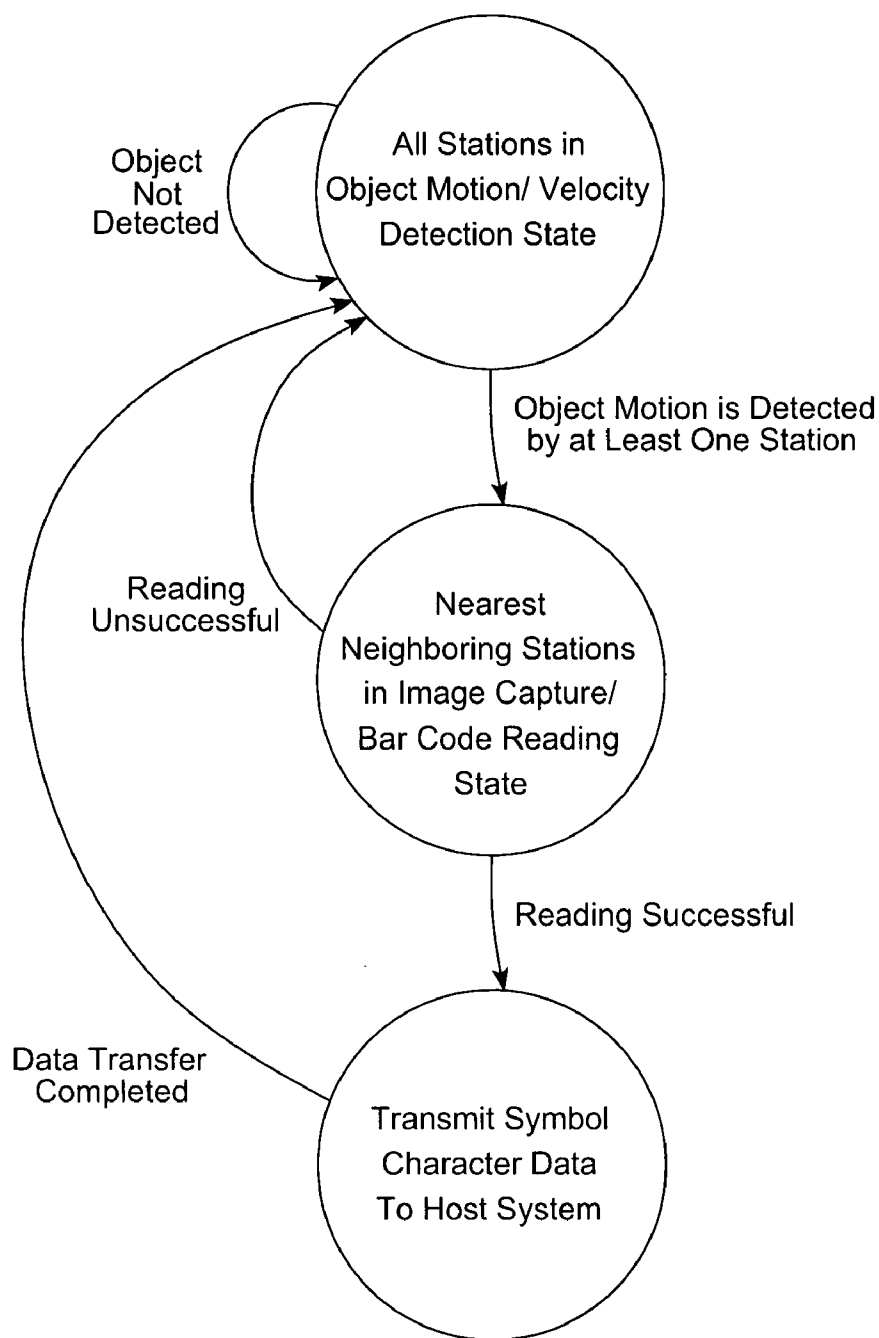 Object
Not
Detected
All Stations in
Object Motion/ Velocity
Detection State
Object Motion is Detected
by at Least One Station
Reading
Unsuccessful
Nearest
Neighboring Stations
in Image Capture/
Bar Code Reading
State
Reading Successful
Data Transfer
Completed
Transmit Symbol
Character Data
To Host System